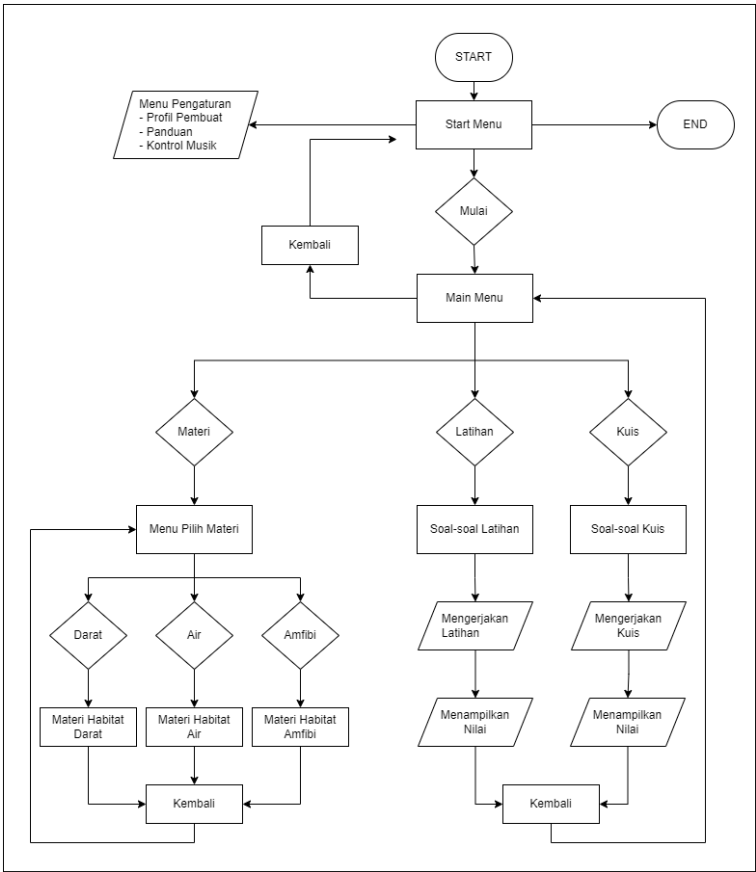 START
Menu Pengaturan
- Profil Pembuat
- Panduan
- Kontrol Musik
Start Menu
END
Mulai
Kembali
Main Menu
Materi
Latihan
Kuis
Menu Pilih Materi
Soal-soal Latihan
Soal-soal Kuis
Darat
Air
Amfibi
Mengerjakan
Latihan
Mengerjakan
Kuis
Materi Habitat
Darat
Materi Habitat
Air
Materi Habitat
Amfibi
Menampilkan
Nilai
Menampilkan
Nilai
Kembali
Kembali